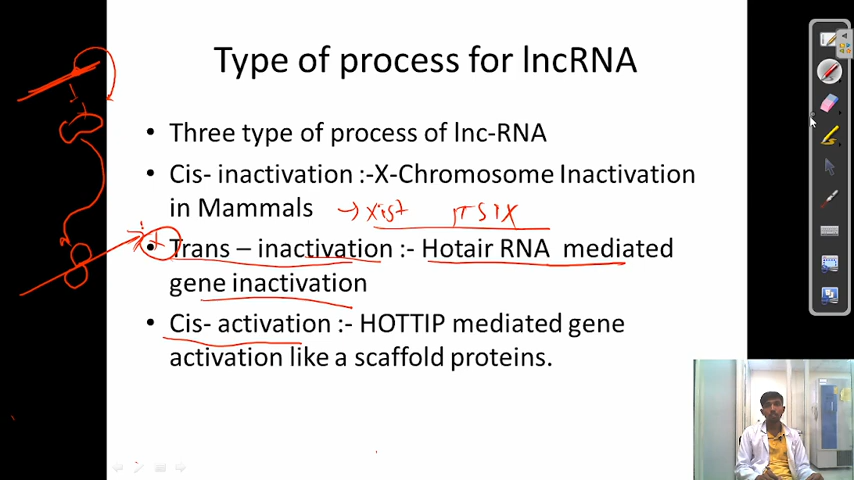 Type of process for lncRNA
• Three type of process of lnc-RNA
• Cis- inactivation :-X-Chromosome Inactivation
in Mammals → Xist
• Trans – inactivation :- Hotair RNA mediated
gene inactivation
• Cis- activation :- HOTTIP mediated gene
activation like a scaffold proteins.